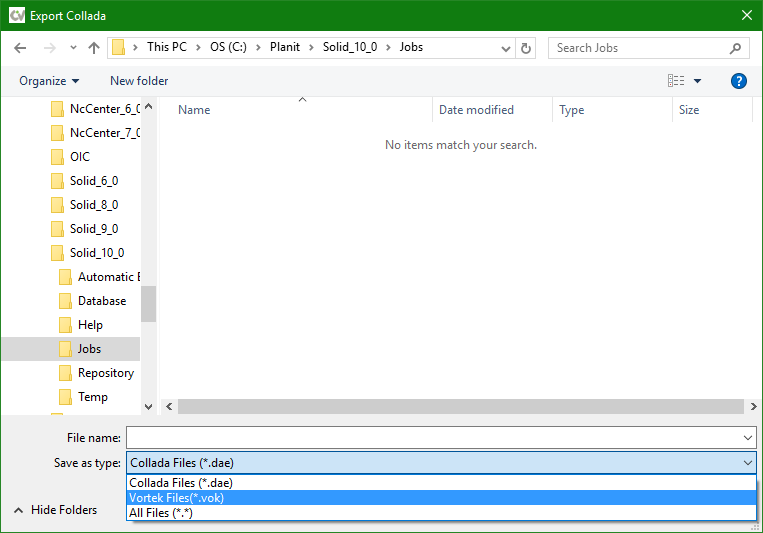 CV Export Collada
This PC > OS (C:) > Planit > Solid_10_0 > Jobs
Search Jobs
Organize
New folder
?
NcCenter_6_0
NcCenter_7_0
OIC
Solid_6_0
Solid_8_0
Solid_9_0
Solid_10_0
Automatic E
Database
Help
Jobs
Repository
Temp
Name
Date modified
Type
Size
No items match your search.
File name:
Save as type: Collada Files (*.dae)
Collada Files (*.dae)
Vortek Files(*.vok)
All Files (*.*)
Hide Folders